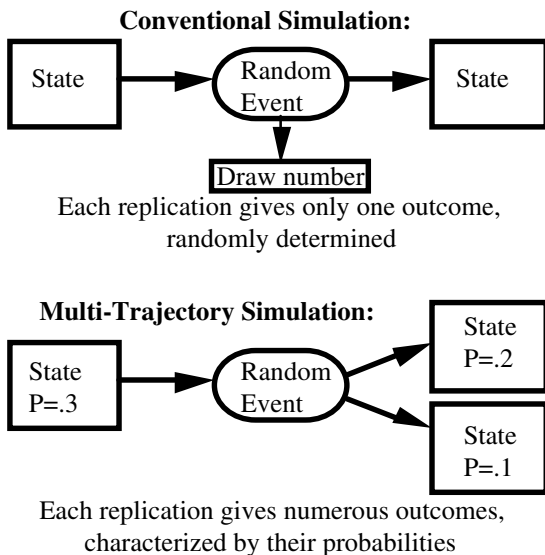 Conventional Simulation:
State
Random
Event
State
Draw number
Each replication gives only one outcome,
randomly determined
Multi-Trajectory Simulation:
State
P=.3
Random
Event
State
P=.2
State
P=.1
Each replication gives numerous outcomes,
characterized by their probabilities